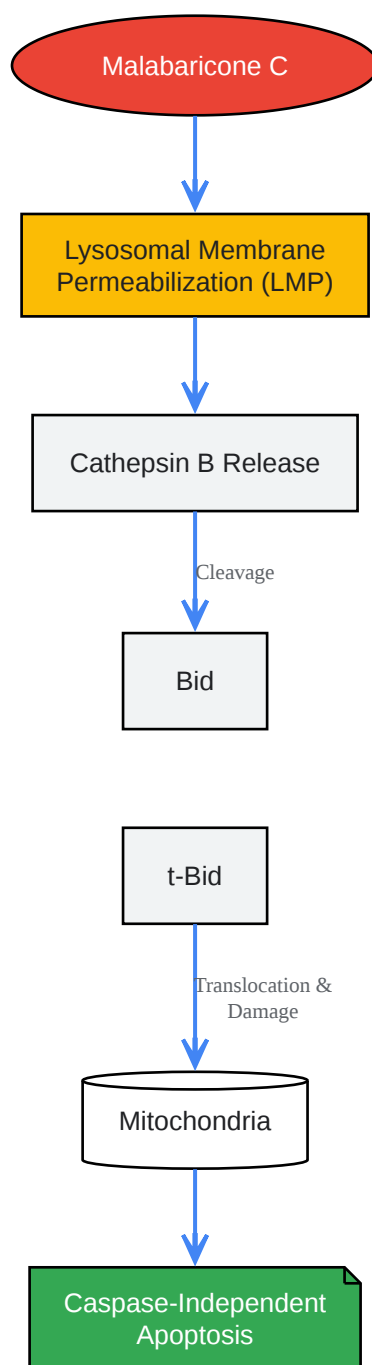 Malabaricone C
Lysosomal Membrane
Permeabilization (LMP)
Cathepsin B Release
Cleavage
Bid
t-Bid
Translocation &
Damage
Mitochondria
Caspase-Independent
Apoptosis